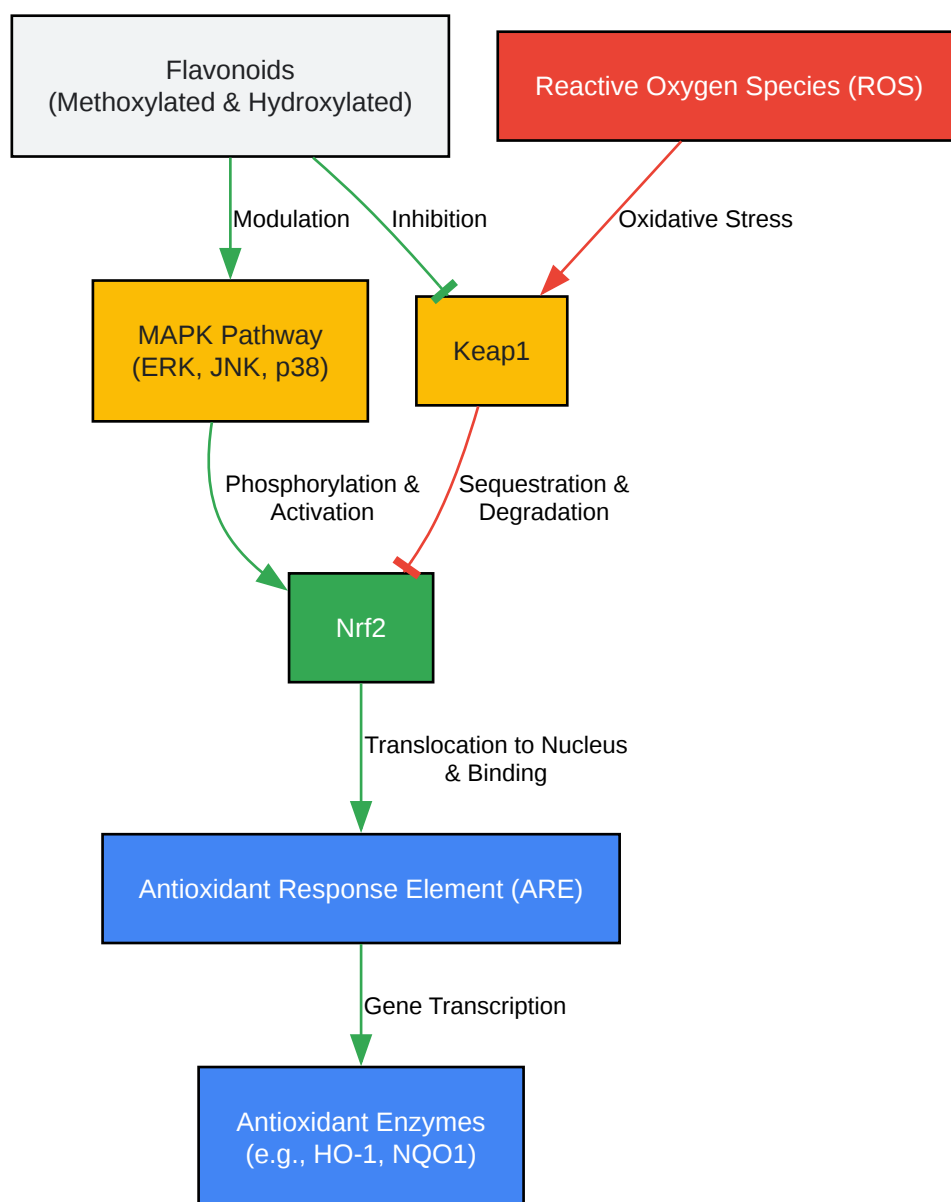 Flavonoids
(Methoxylated & Hydroxylated)
Reactive Oxygen Species (ROS)
Modulation
Inhibition
Oxidative Stress
MAPK Pathway
(ERK, JNK, p38)
Keap1
Phosphorylation &
Activation
Sequestration &
Degradation
Nrf2
Translocation to Nucleus
& Binding
Antioxidant Response Element (ARE)
Gene Transcription
Antioxidant Enzymes
(e.g., HO-1, NQO1)